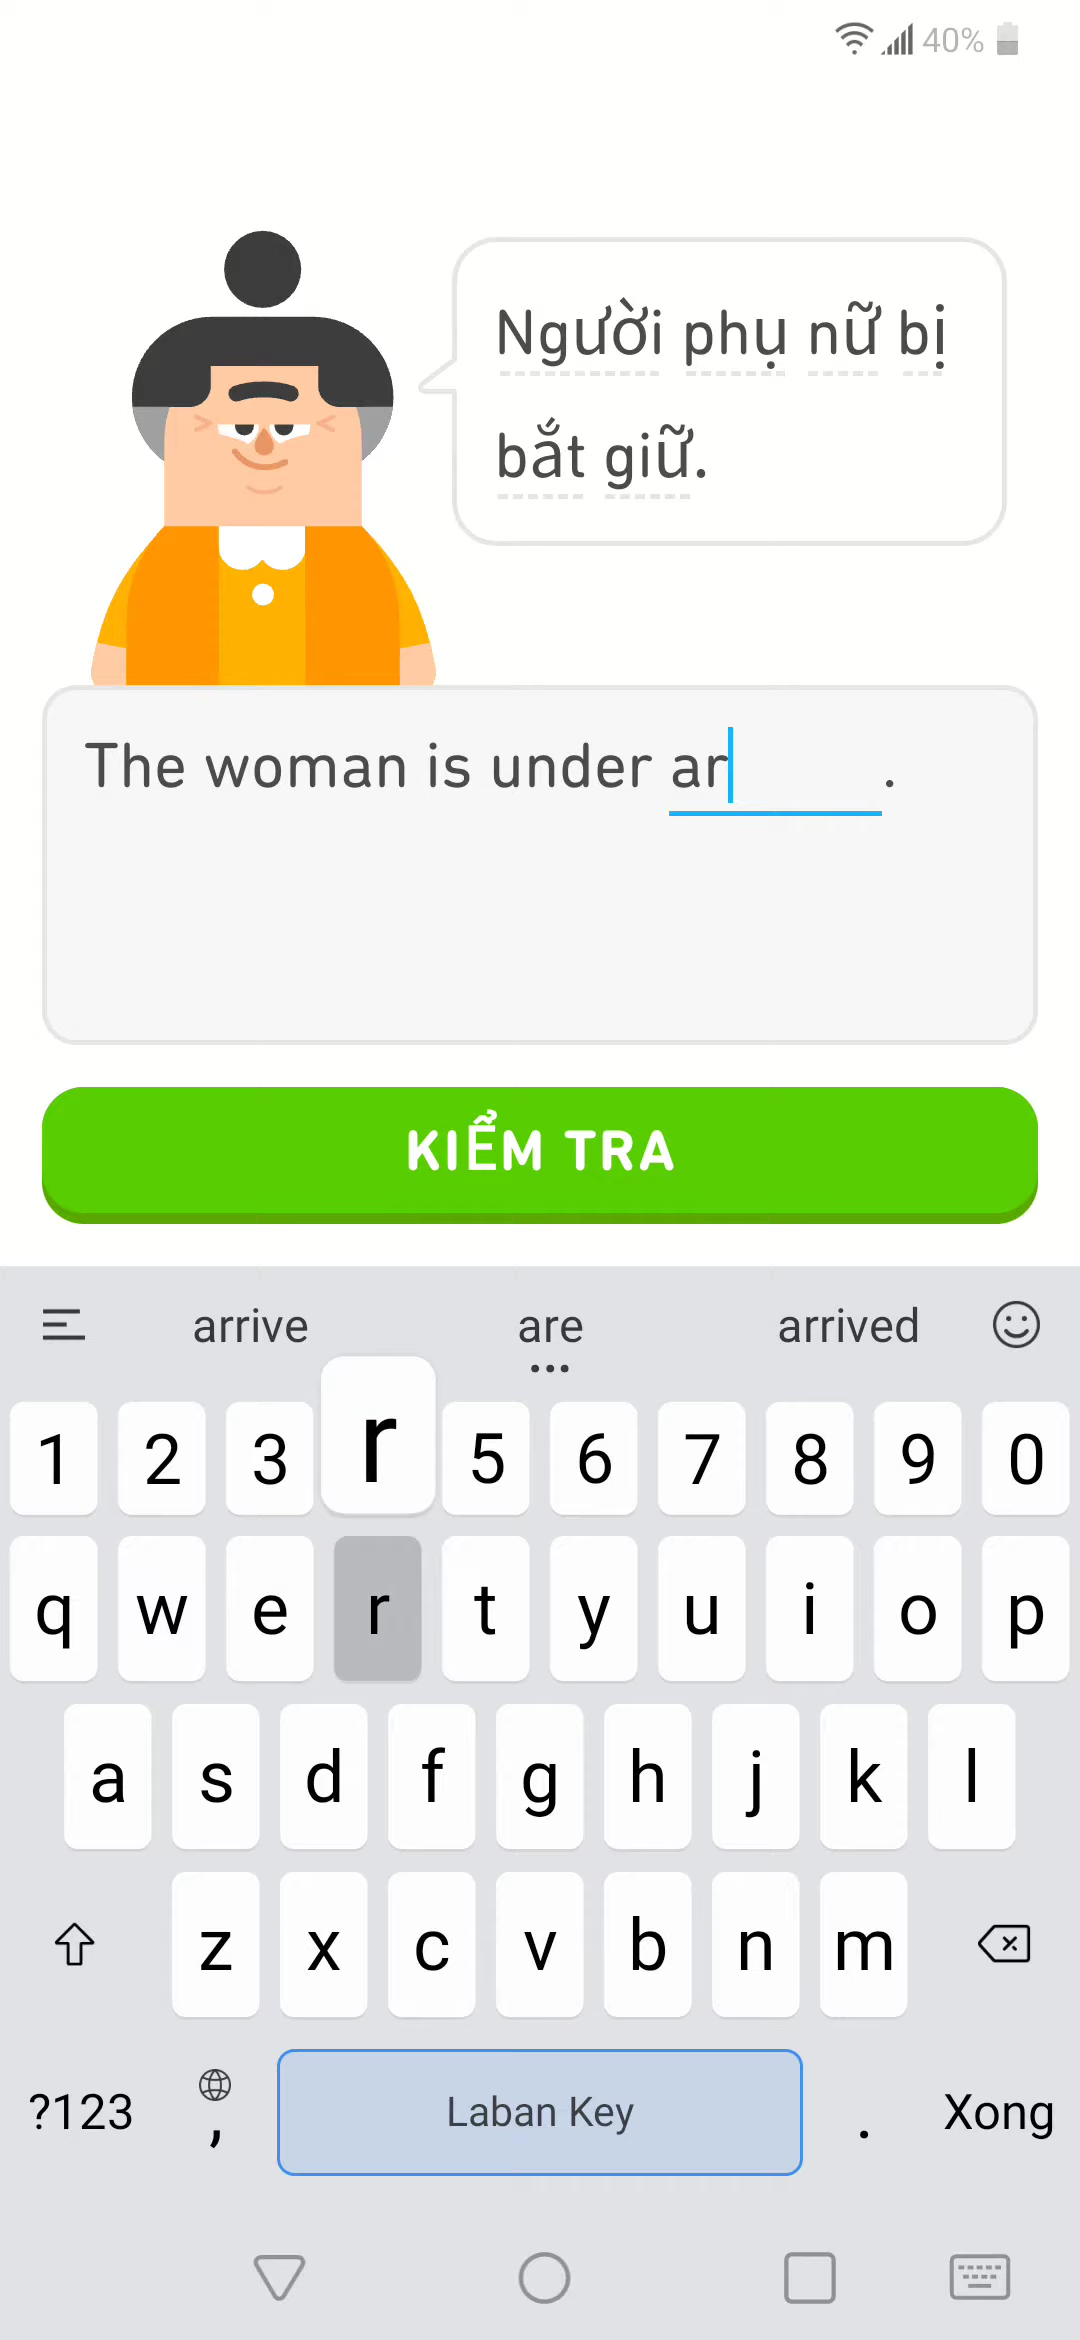 40%
Người phụ nữ bị
bắt giữ.
The woman is under ar.
KIỂM TRA
arrive are arrived
1 2 3 r 5 6 7 8 9 0
q w e r t y u i o p
a s d f g h j k l
z x c v b n m
?123 , Laban Key . Xong